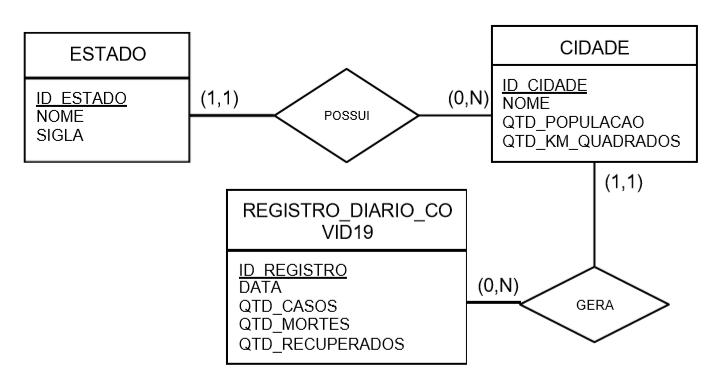 ESTADO
ID_ESTADO
NOME
SIGLA
(1,1)
POSSUI
(0,N)
CIDADE
ID_CIDADE
NOME
QTD_POPULACAO
QTD_KM_QUADRADOS
(1,1)
GERA
(0,N)
REGISTRO_DIARIO_CO
VID19
ID_REGISTRO
DATA
QTD_CASOS
QTD_MORTES
QTD_RECUPERADOS